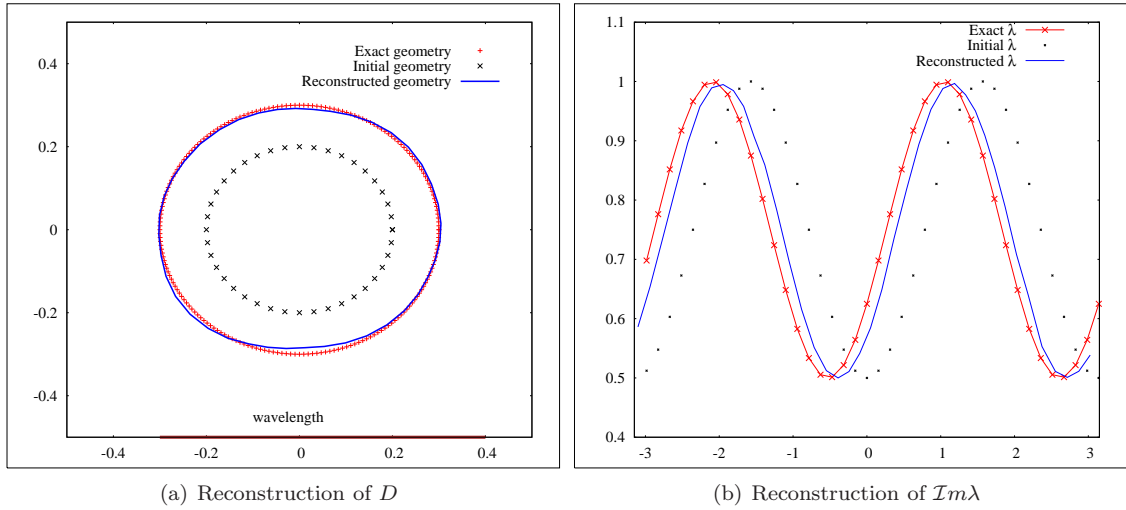 0.4
0.2
0
-0.2
-0.4
-0.4
-0.2
0
0.2
0.4
Exact geometry
Initial geometry
Reconstructed geometry
wavelength
(a) Reconstruction of D
1.1
1
0.9
0.8
0.7
0.6
0.5
0.4
-3
-2
-1
0
1
2
3
Exact λ
Initial λ
Reconstructed λ
(b) Reconstruction of ℐmλ